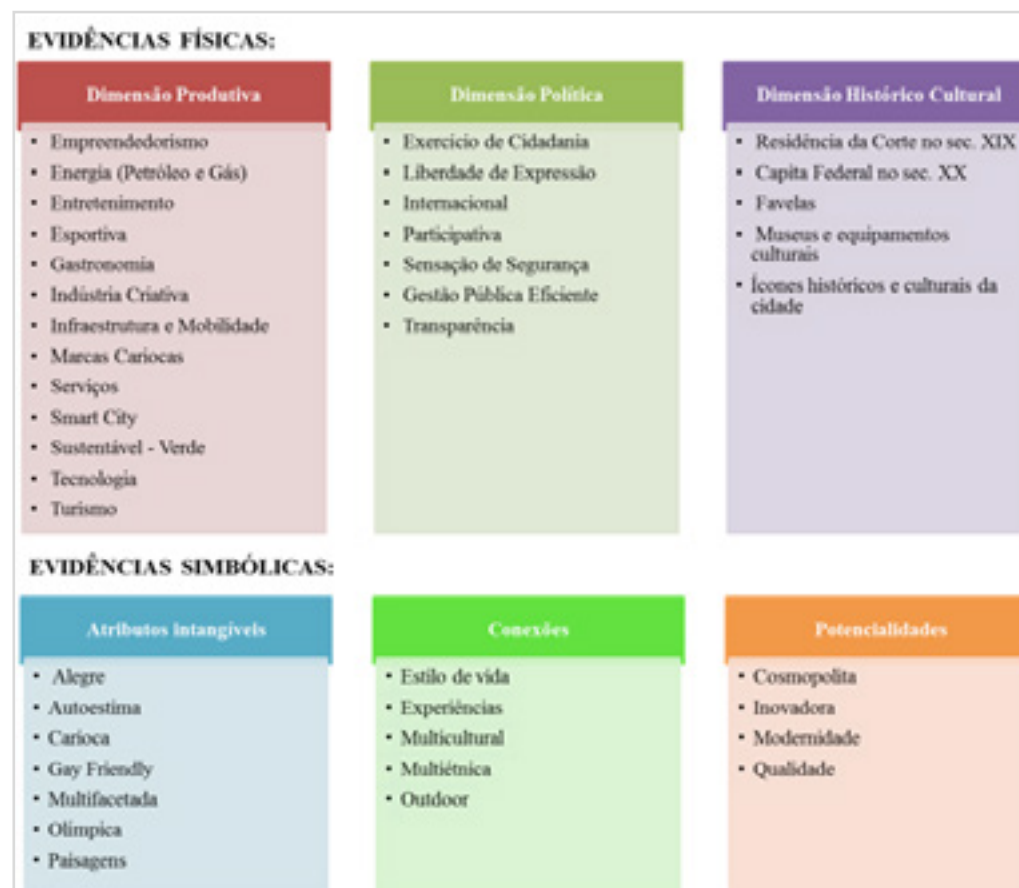 EVIDÊNCIAS FÍSICAS:
Dimensão Produtiva
• Empreendedorismo
• Energia (Petróleo e Gás)
• Entretenimento
• Esportiva
• Gastronomia
• Indústria Criativa
• Infraestrutura e Mobilidade
• Marcas Cariocas
• Serviços
• Smart City
• Sustentável - Verde
• Tecnologia
• Turismo
Dimensão Política
• Exercício de Cidadania
• Liberdade de Expressão
• Internacional
• Participativa
• Sensação de Segurança
• Gestão Pública Eficiente
• Transparência
Dimensão Histórico Cultural
• Residência da Corte no sec. XIX
• Capita Federal no sec. XX
• Favelas
• Museus e equipamentos
culturais
• Ícones históricos e culturais da
cidade
EVIDÊNCIAS SIMBÓLICAS:
Atributos intangíveis
• Alegre
• Autoestima
• Carioca
• Gay Friendly
• Multifacetada
• Olímpica
• Paisagens
Conexões
• Estilo de vida
• Experiências
• Multicultural
• Multiétnica
• Outdoor
Potencialidades
• Cosmopolita
• Inovadora
• Modernidade
• Qualidade